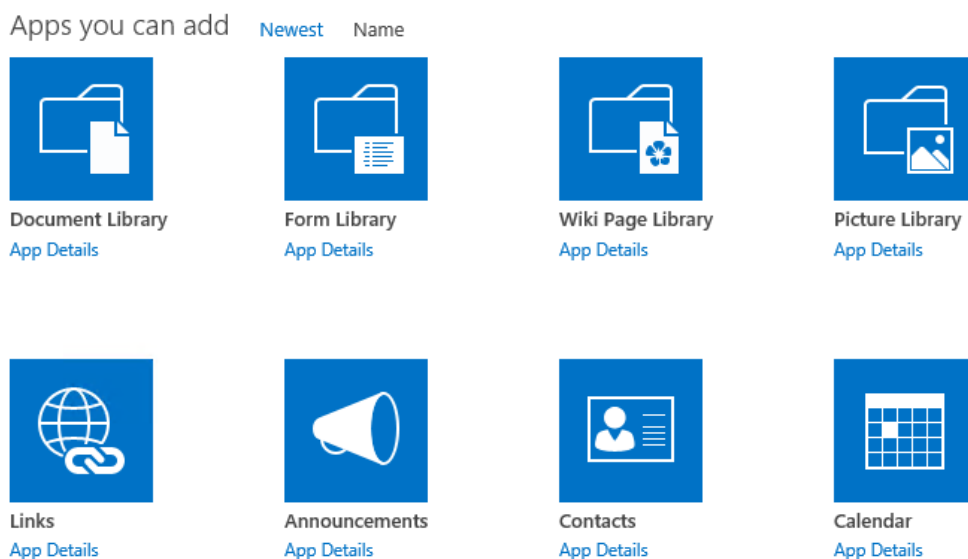 Apps you can add Newest Name
Document Library Form Library Wiki Page Library Picture Library
App Details App Details App Details App Details
Links Announcements Contacts Calendar
App Details App Details App Details App Details